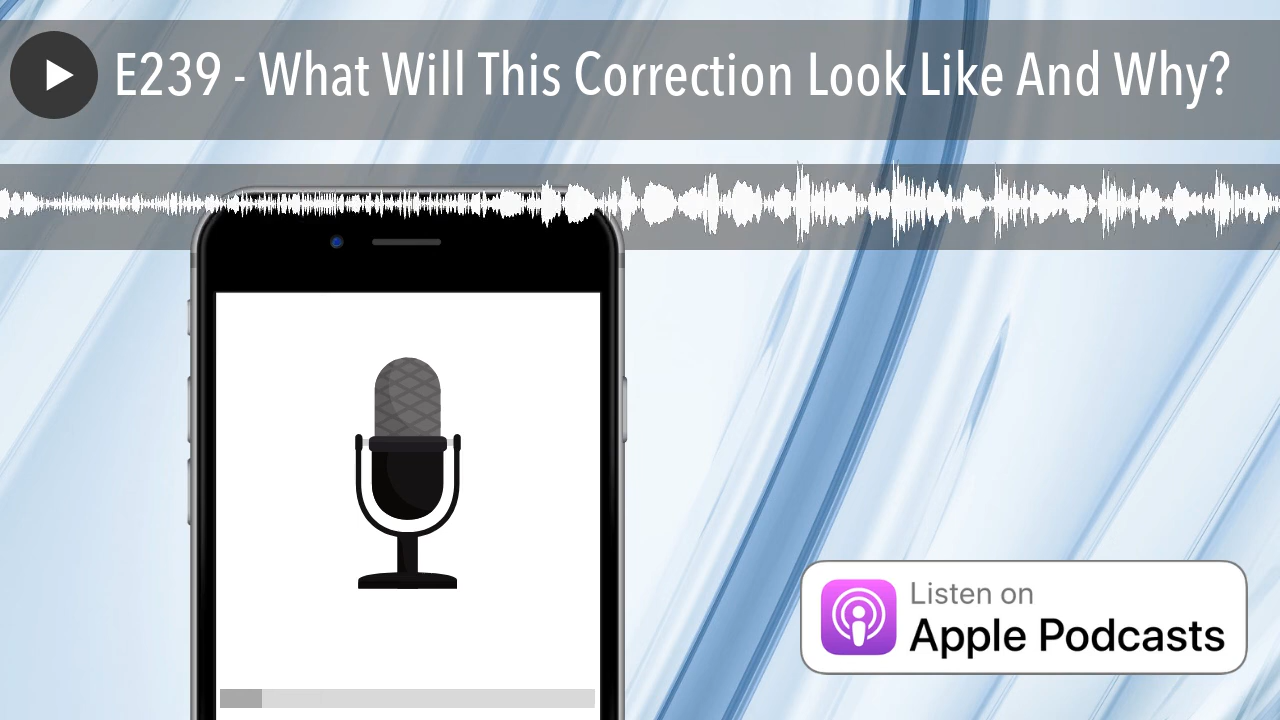 E239 - What Will This Correction Look Like And Why?
Listen on
Apple Podcasts